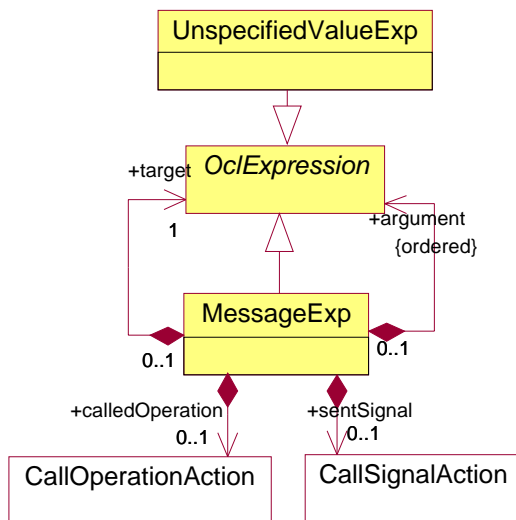 UnspecifiedValueExp
+target
OclExpression
1
+argument
{ordered}
MessageExp
0..1
0..1
+calledOperation
+sentSignal
0..1
0..1
CallOperationAction
CallSignalAction